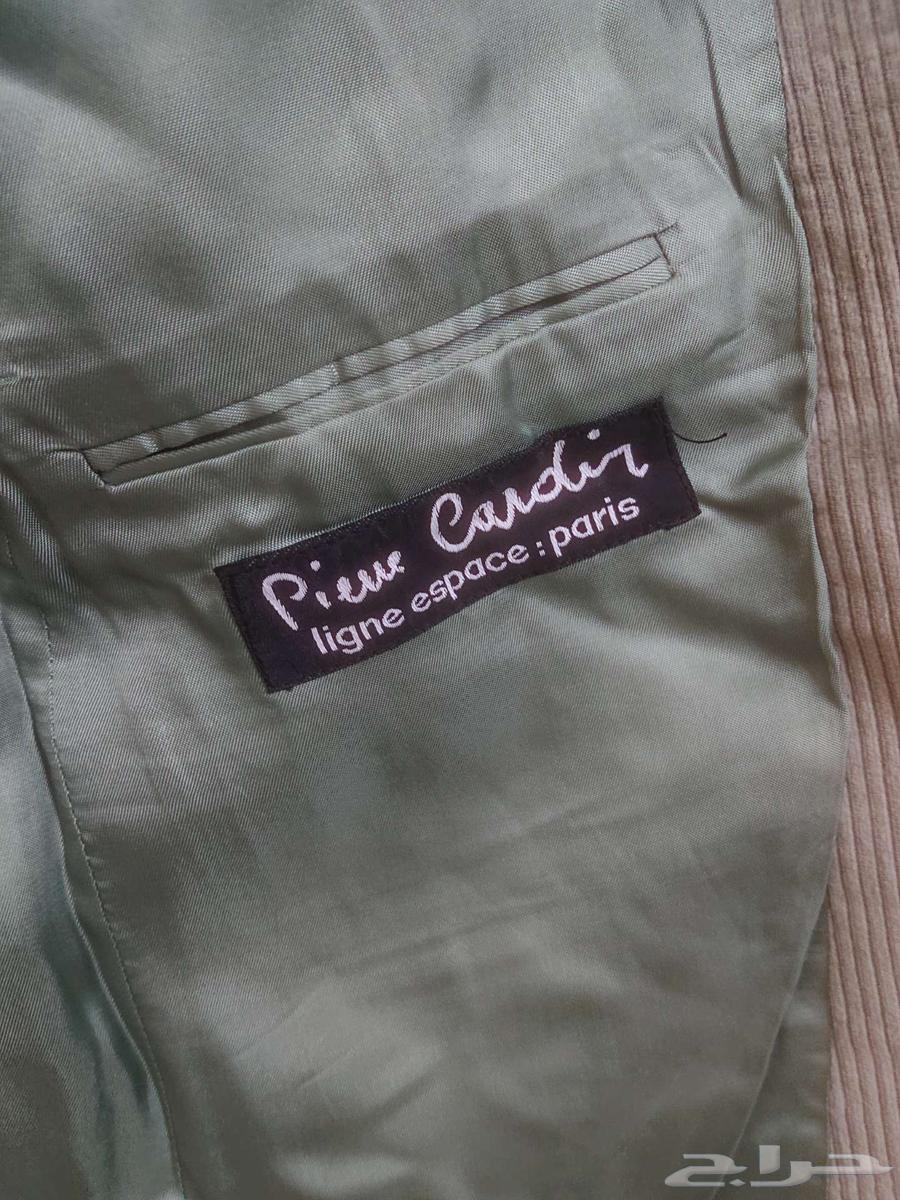 Pierre Cardin
ligne espace : paris
حراج